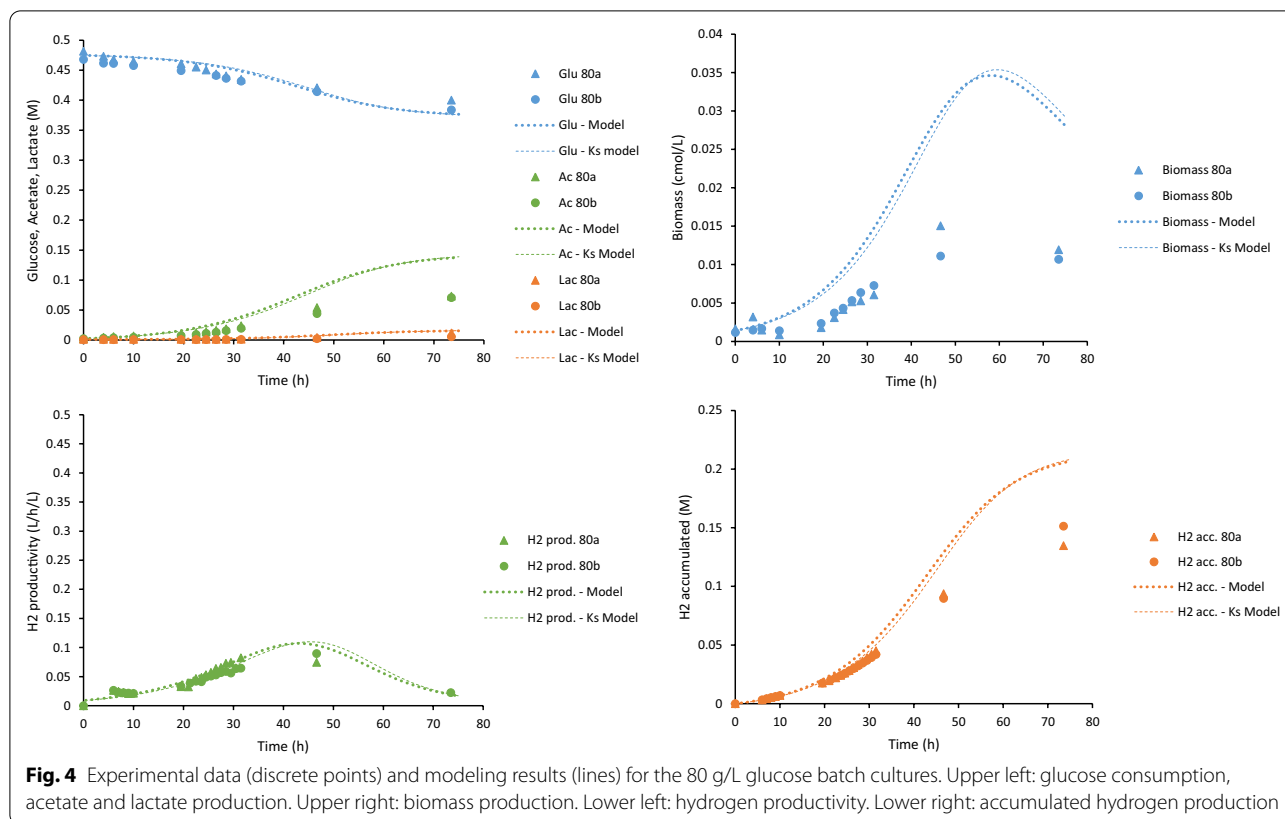 0.5
0.45
0.4
0.35
0.3
0.25
0.2
0.15
0.1
0.05
0
Glucose, Acetate, Lactate (M)
0 10 20 30 40 50 60 70 80
Time (h)
Glu 80a
Glu 80b
Glu - Model
Glu - Ks model
Ac 80a
Ac 80b
Ac - Model
Ac - Ks Model
Lac 80a
Lac 80b
Lac - Model
Lac - Ks Model
0.04
0.035
0.03
0.025
0.02
0.015
0.01
0.005
0
Biomass (cmol/L)
0 10 20 30 40 50 60 70 80
Time (h)
Biomass 80a
Biomass 80b
Biomass - Model
Biomass - Ks Model
0.5
0.45
0.4
0.35
0.3
0.25
0.2
0.15
0.1
0.05
0
H2 productivity (L/h/L)
0 10 20 30 40 50 60 70 80
Time (h)
H2 prod. 80a
H2 prod. 80b
H2 prod. - Model
H2 prod. - Ks Model
0.25
0.2
0.15
0.1
0.05
0
H2 accumulated (M)
0 10 20 30 40 50 60 70 80
Time (h)
H2 acc. 80a
H2 acc. 80b
H2 acc. - Model
H2 acc. - Ks Model
Fig. 4 Experimental data (discrete points) and modeling results (lines) for the 80 g/L glucose batch cultures. Upper left: glucose consumption,
acetate and lactate production. Upper right: biomass production. Lower left: hydrogen productivity. Lower right: accumulated hydrogen production